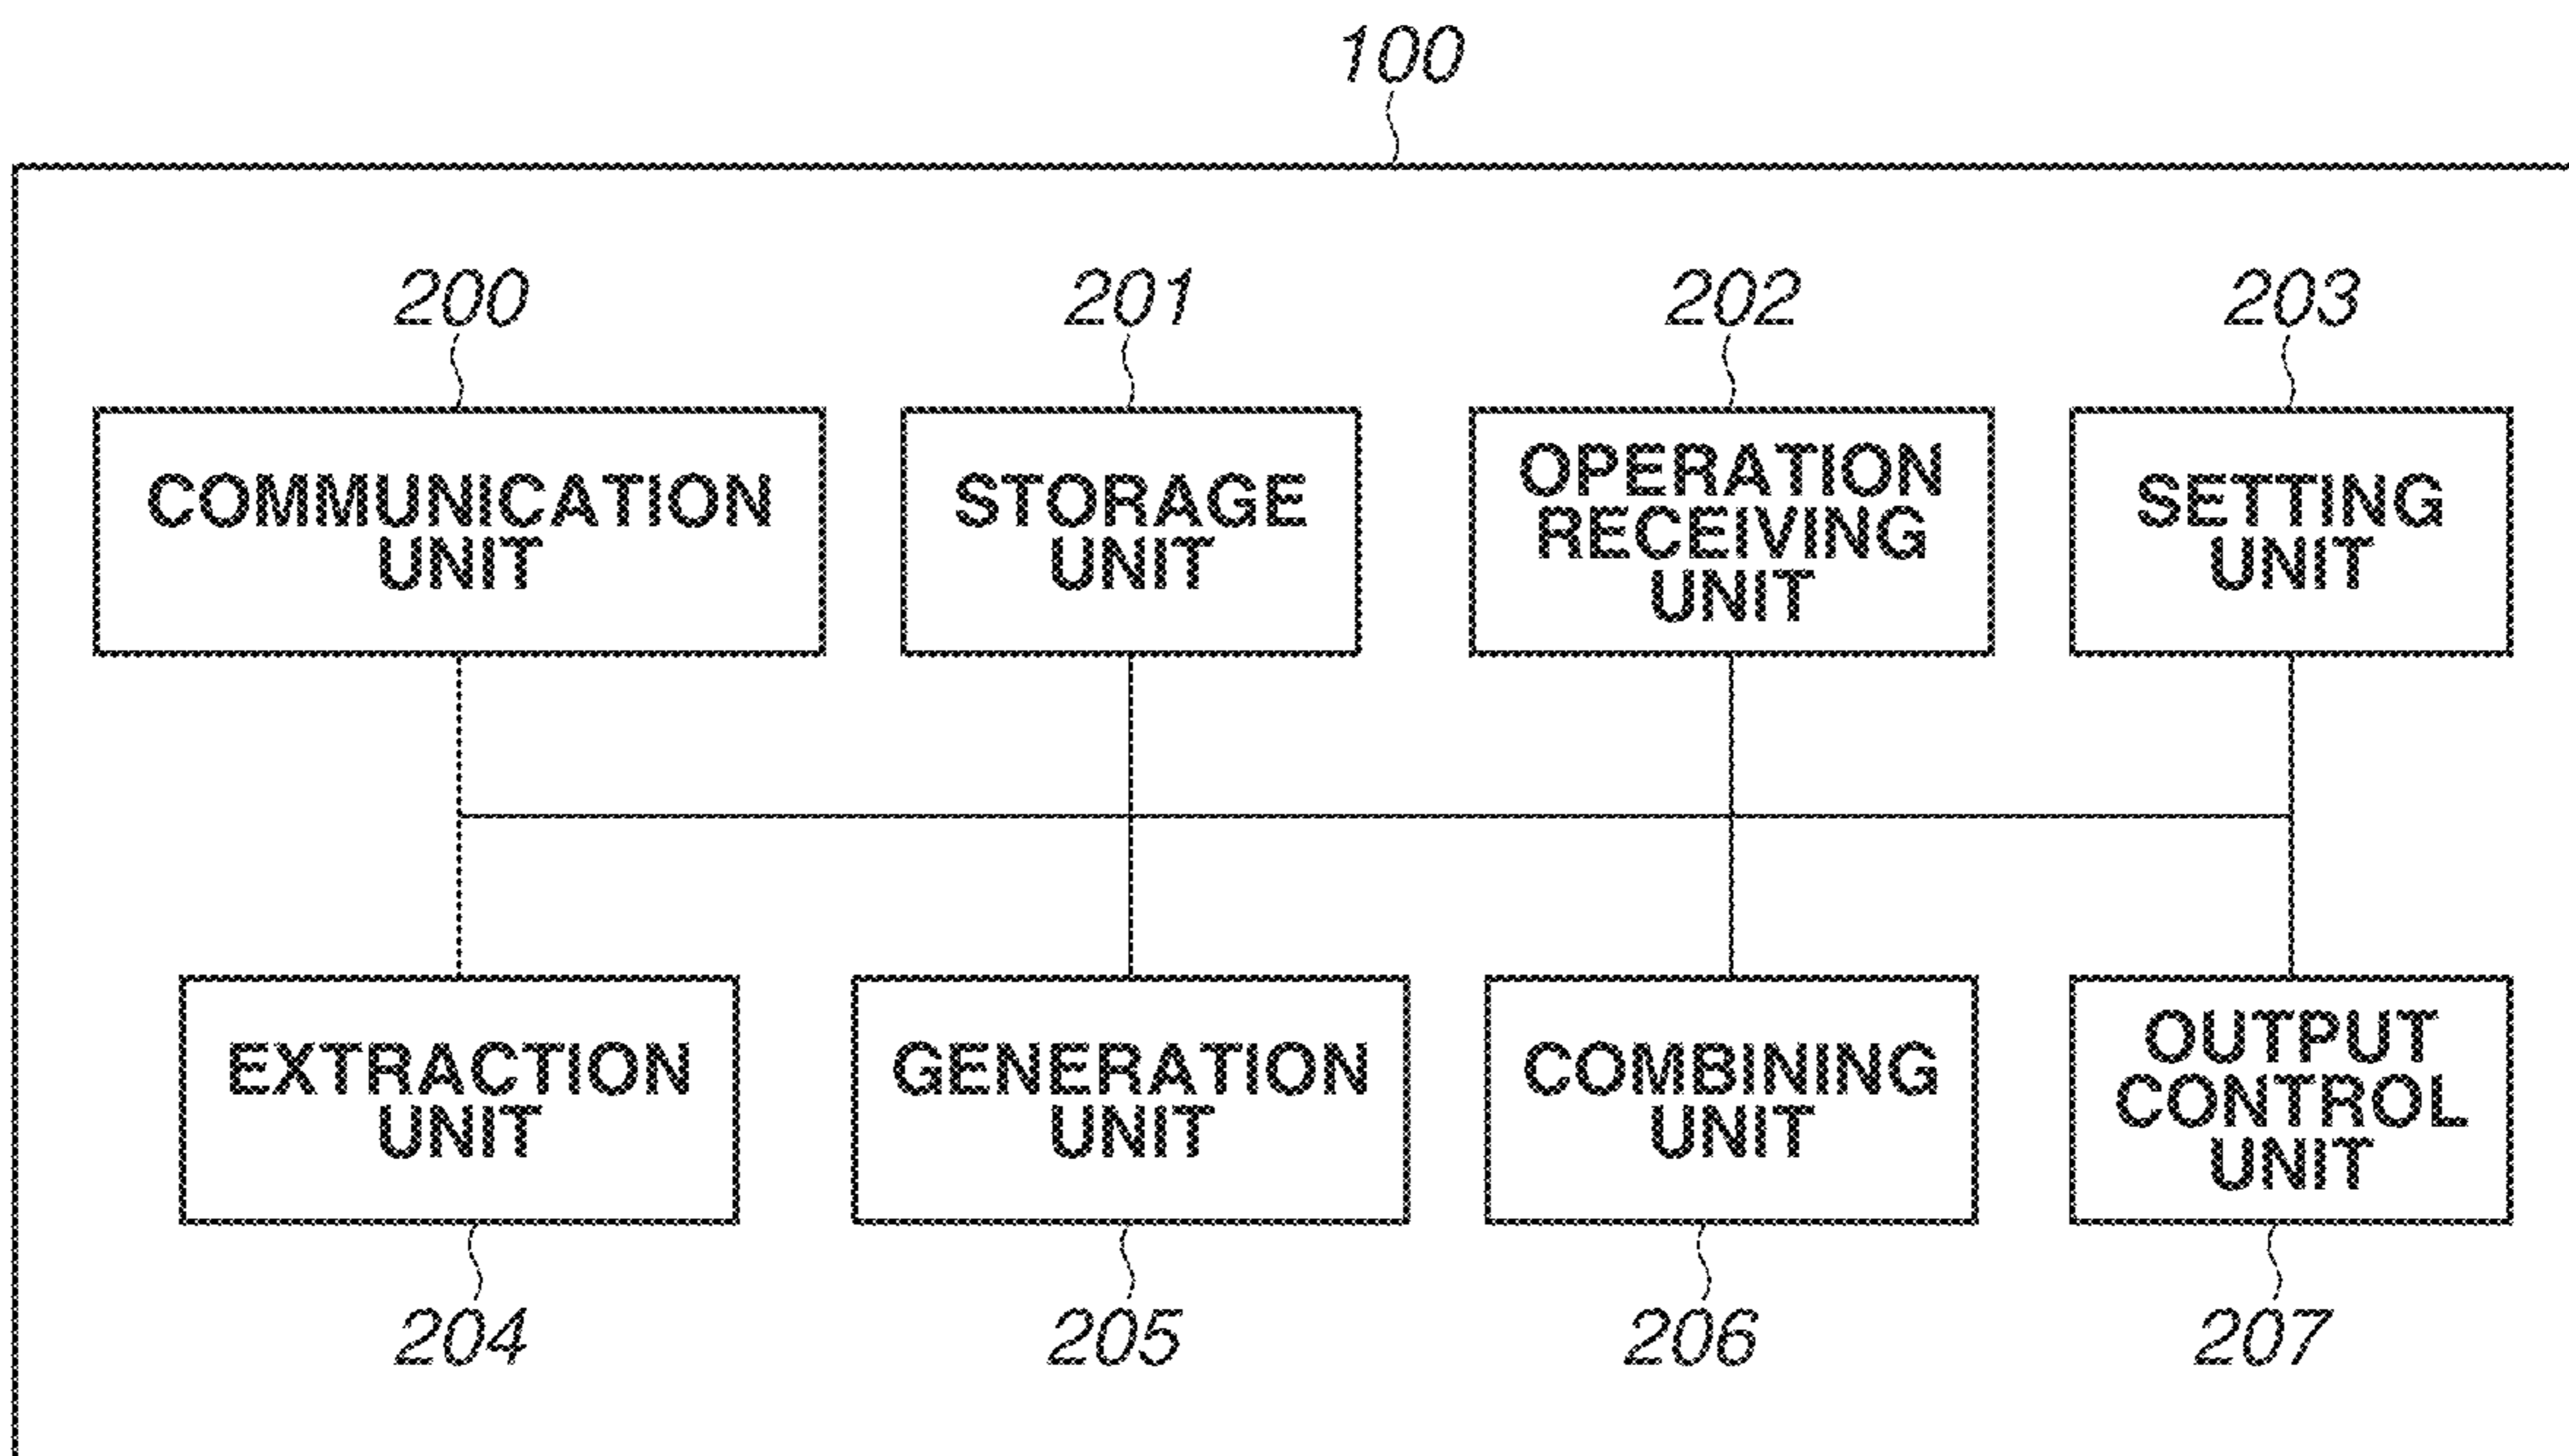 100
200
201
202
203
COMMUNICATION
UNIT
STORAGE
UNIT
OPERATION
RECEIVING
UNIT
SETTING
UNIT
EXTRACTION
UNIT
GENERATION
UNIT
COMBINING
UNIT
OUTPUT
CONTROL
UNIT
204
205
206
207